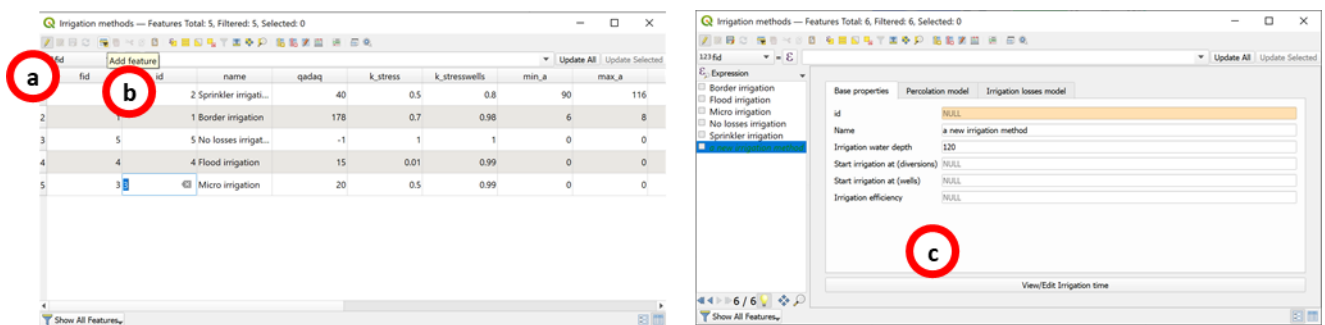 Irrigation methods — Features Total: 5, Filtered: 5, Selected: 0
fid
Add feature
Update All Update Selected
a
b
fid id name qadaq k_stress k_stresswells min_a max_a
2 Sprinkler irrigati... 40 0.5 0.8 90 116
2 1 1 Border irrigation 178 0.7 0.98 6 8
3 5 5 No losses irrigat... -1 1 1 0 0
4 4 4 Flood irrigation 15 0.01 0.99 0 0
5 3 3 Micro irrigation 20 0.5 0.99 0 0
Show All Features
Irrigation methods — Features Total: 6, Filtered: 6, Selected: 0
123 fid = ε Update All Update Selected
Expression
Border irrigation
Flood irrigation
Micro irrigation
No losses irrigation
Sprinkler irrigation
a new irrigation method
Base properties Percolation model Irrigation losses model
id NULL
Name a new irrigation method
Irrigation water depth 120
Start irrigation at (diversions) NULL
Start irrigation at (wells) NULL
Irrigation efficiency NULL
c
View/Edit Irrigation time
6 / 6
Show All Features